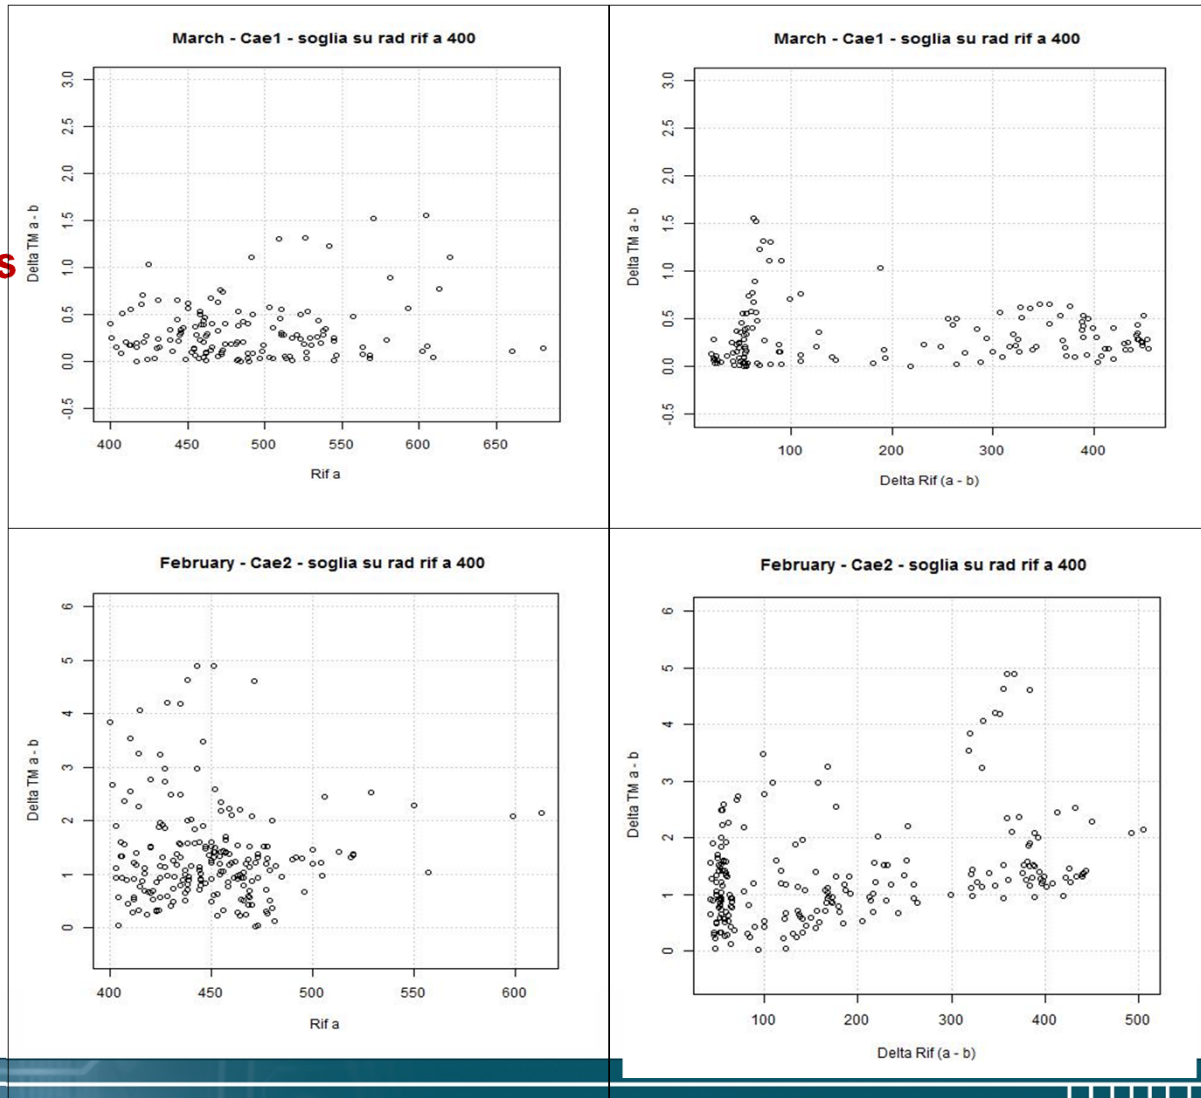 March - Cae1 - soglia su rad rif a 400
3.0
2.5
2.0
1.5
1.0
0.5
0.0
-0.5
Delta TM a - b
400 450 500 550 600 650
Rif a
March - Cae1 - soglia su rad rif a 400
3.0
2.5
2.0
1.5
1.0
0.5
0.0
-0.5
Delta TM a - b
100 200 300 400
Delta Rif (a - b)
s
February - Cae2 - soglia su rad rif a 400
6
5
4
3
2
1
0
Delta TM a - b
400 450 500 550 600
Rif a
February - Cae2 - soglia su rad rif a 400
6
5
4
3
2
1
0
Delta TM a - b
100 200 300 400 500
Delta Rif (a - b)